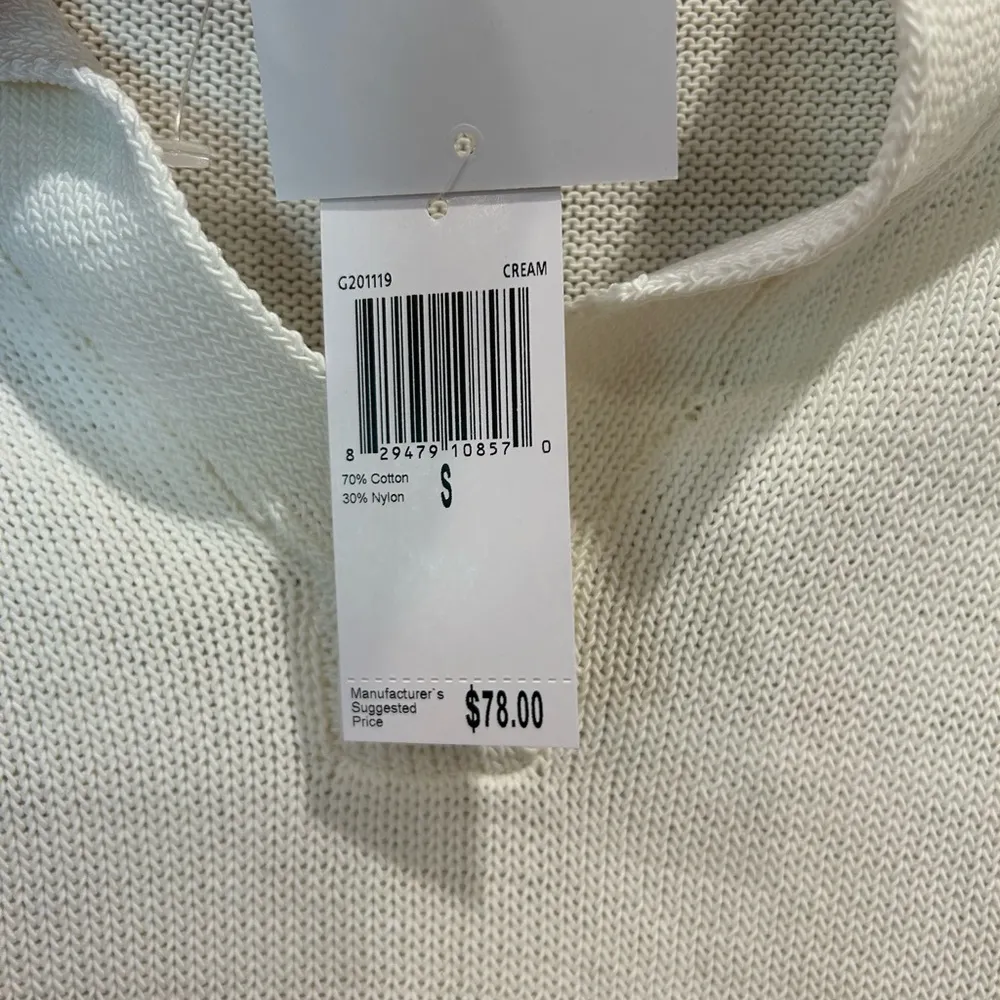 G201119 CREAM
8 29479 10857 0
70% Cotton
30% Nylon
S
Manufacturer`s
Suggested
Price
$78.00